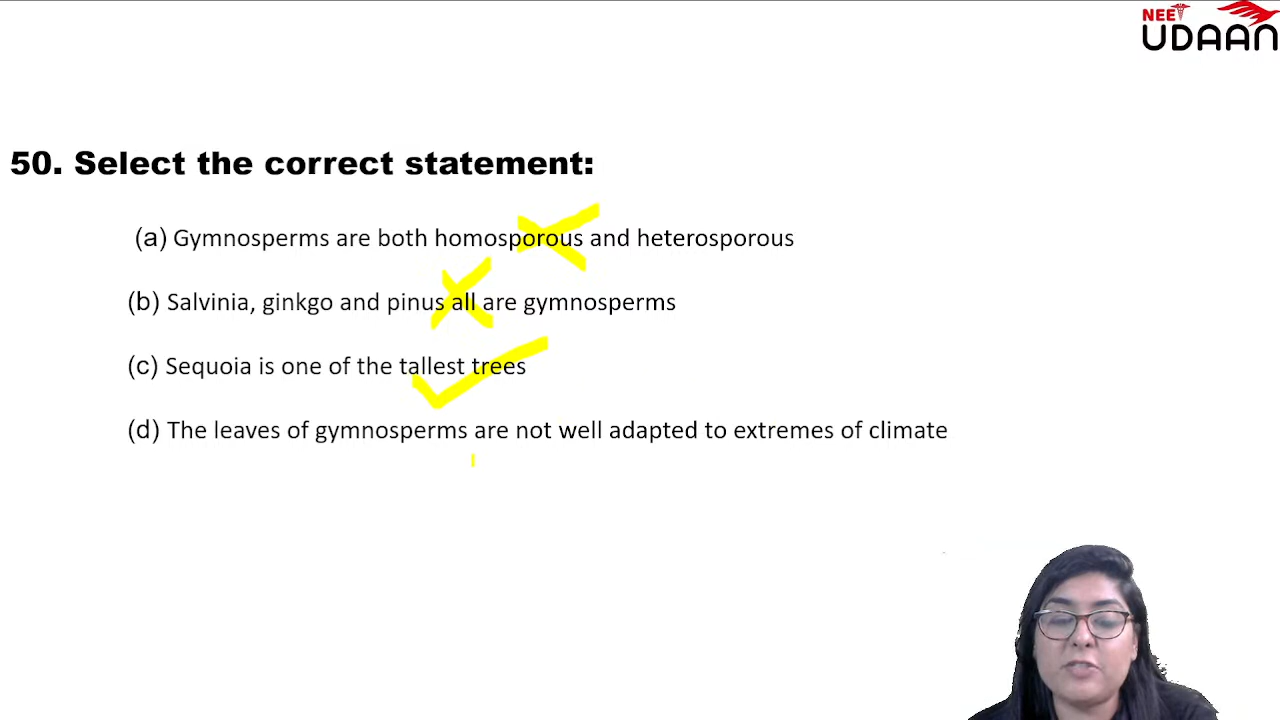 NEET
UDAAN
50. Select the correct statement:
(a) Gymnosperms are both homosporous and heterosporous
(b) Salvinia, ginkgo and pinus all are gymnosperms
(c) Sequoia is one of the tallest trees
(d) The leaves of gymnosperms are not well adapted to extremes of climate